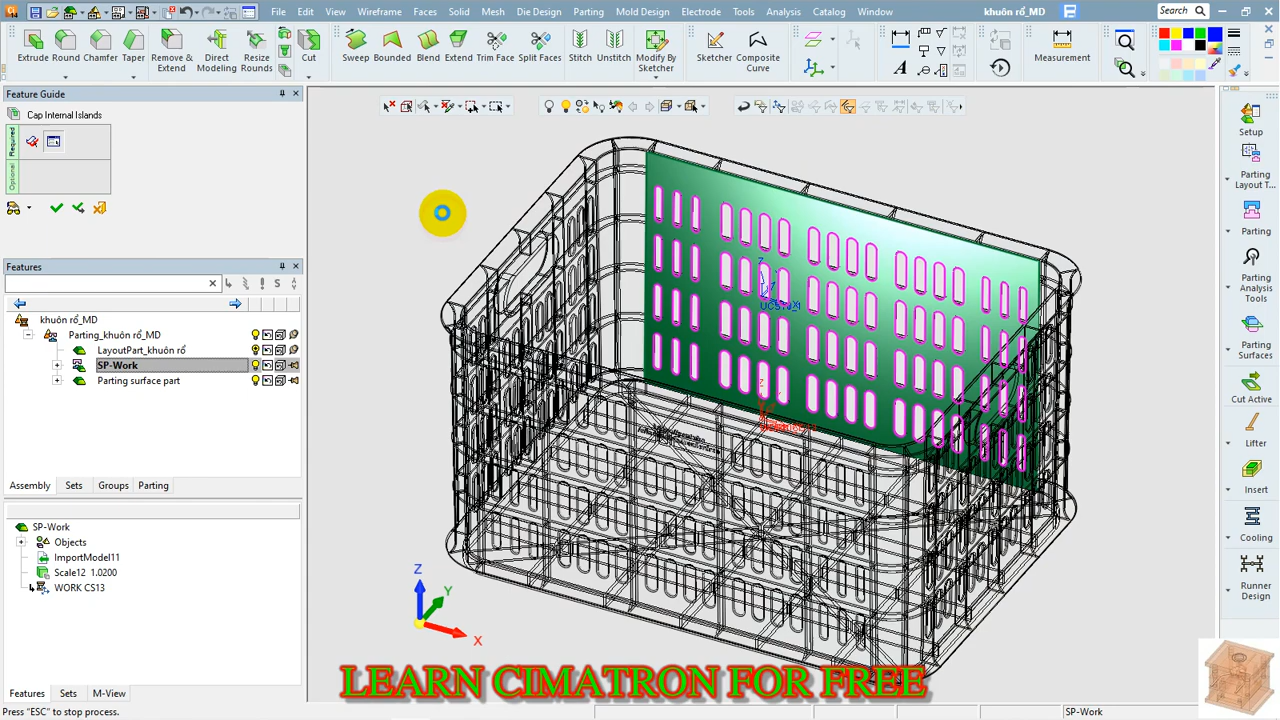 File Edit View Wireframe Faces Solid Mesh Die Design Parting Mold Design Electrode Tools Analysis Catalog Window khuôn rổ_MD Search
Extrude Round Chamfer Taper Remove & Extend Direct Modeling Resize Rounds Cut Sweep Bounded Blend Extend Trim Faces Split Faces Stitch Unstitch Modify By Sketcher Sketcher Composite Curve Measurement
Feature Guide
Cap Internal Islands
Required
Optional
Features
khuôn rổ_MD
Parting_khuôn rổ_MD
LayoutPart_khuôn rổ
SP-Work
Parting surface part
Assembly Sets Groups Parting
SP-Work
Objects
ImportModel11
Scale12 1.0200
WORK CS13
Features Sets M-View
Press "ESC" to stop process.
Z
Y
X
LEARN CIMATRON FOR FREE
SP-Work
Setup
Parting
Layout T...
Parting
Parting
Analysis
Tools
Parting
Surfaces
Cut Active
Lifter
Insert
Cooling
Runner
Design